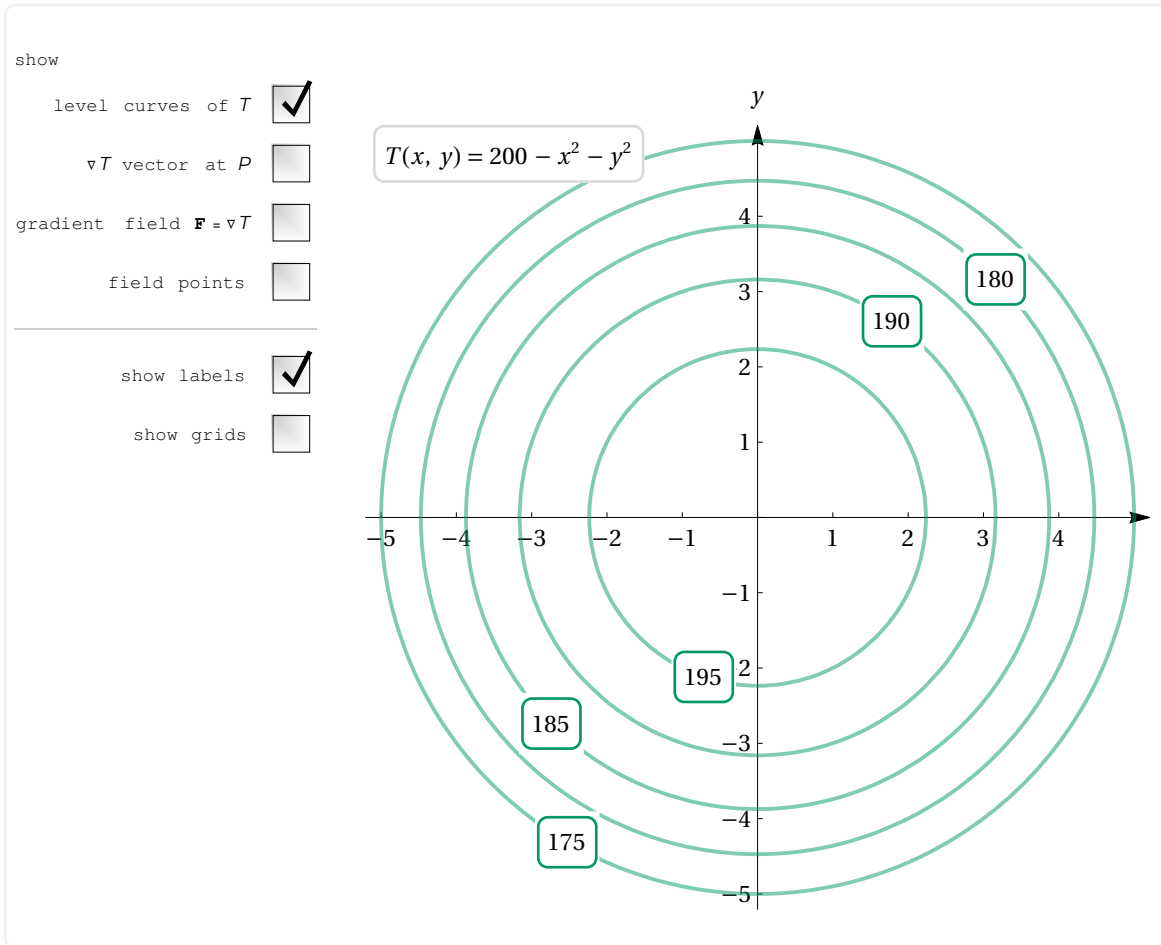 show
level curves of T
∇T vector at P
gradient field F = ∇T
field points
show labels
show grids
y
T(x, y) = 200 − x² − y²
4
180
3
190
2
1
−5 −4 −3 −2 −1 1 2 3 4
−1
195 −2
185
−3
−4
175
−5